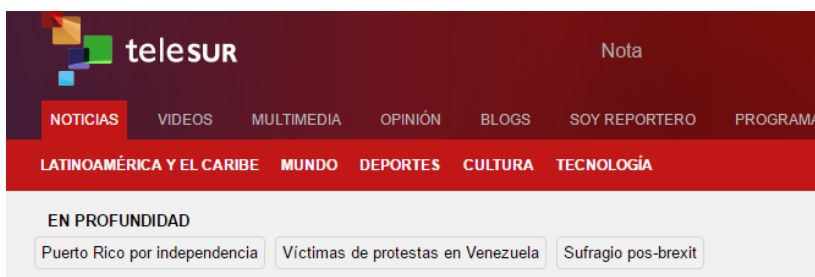 telesur
Nota
NOTICIAS VIDEOS MULTIMEDIA OPINIÓN BLOGS SOY REPORTERO PROGRAMA
LATINOAMÉRICA Y EL CARIBE MUNDO DEPORTES CULTURA TECNOLOGÍA
EN PROFUNDIDAD
Puerto Rico por independencia Víctimas de protestas en Venezuela Sufragio pos-brexit